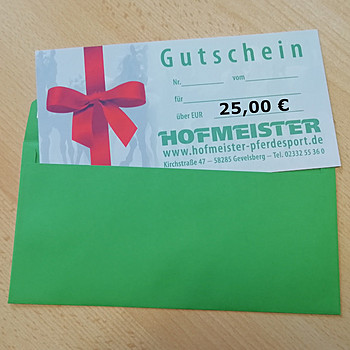 Gutschein
Nr. vom
für
über EUR 25,00 €
HOFMEISTER
www.hofmeister-pferdesport.de
Kirchstraße 47 – 58285 Gevelsberg – Tel. 02332 55 36 0